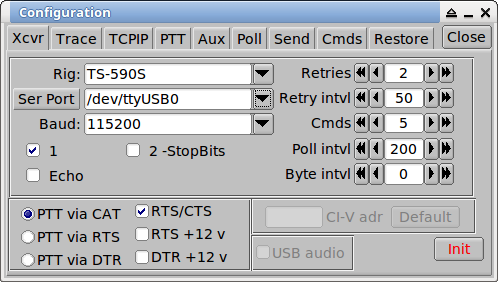 Configuration
Xcvr Trace TCPIP PTT Aux Poll Send Cmds Restore Close
Rig: TS-590S Retries 2
Ser Port /dev/ttyUSB0 Retry intvl 50
Baud: 115200 Cmds 5
1 2 -StopBits Poll intvl 200
Echo Byte intvl 0
PTT via CAT RTS/CTS CI-V adr Default
PTT via RTS RTS +12 v Init
PTT via DTR DTR +12 v USB audio